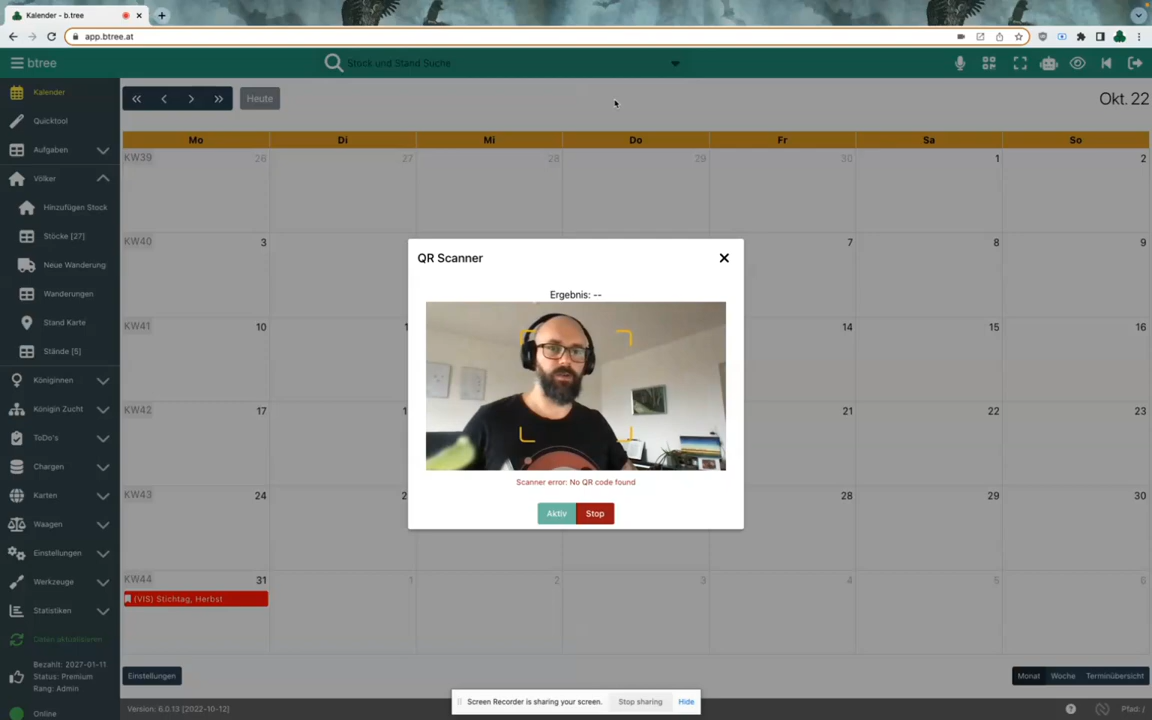 Kalender - b.tree
app.btree.at
btree
Stock und Stand Suche
Kalender
Quicktool
Aufgaben
Völker
Hinzufügen Stock
Stöcke [27]
Neue Wanderung
Wanderungen
Stand Karte
Stände [5]
Königinnen
Königin Zucht
ToDo's
Chargen
Karten
Waagen
Einstellungen
Werkzeuge
Statistiken
Daten aktualisieren
Bezahlt: 2027-01-11
Status: Premium
Rang: Admin
Online
Heute
Okt. 22
Mo Di Mi Do Fr Sa So
KW39 26 27 28 29 30 1 2
KW40 3 7 8 9
KW41 10 1 14 15 16
KW42 17 1 21 22 23
KW43 24 2 28 29 30
KW44 31 1 2 3 4 5 6
(VIS) Stichtag, Herbst
QR Scanner
Ergebnis: --
Scanner error: No QR code found
Aktiv Stop
Einstellungen
Monat Woche Terminübersicht
Screen Recorder is sharing your screen. Stop sharing Hide
Version: 6.0.13 [2022-10-12]
Pfad: /